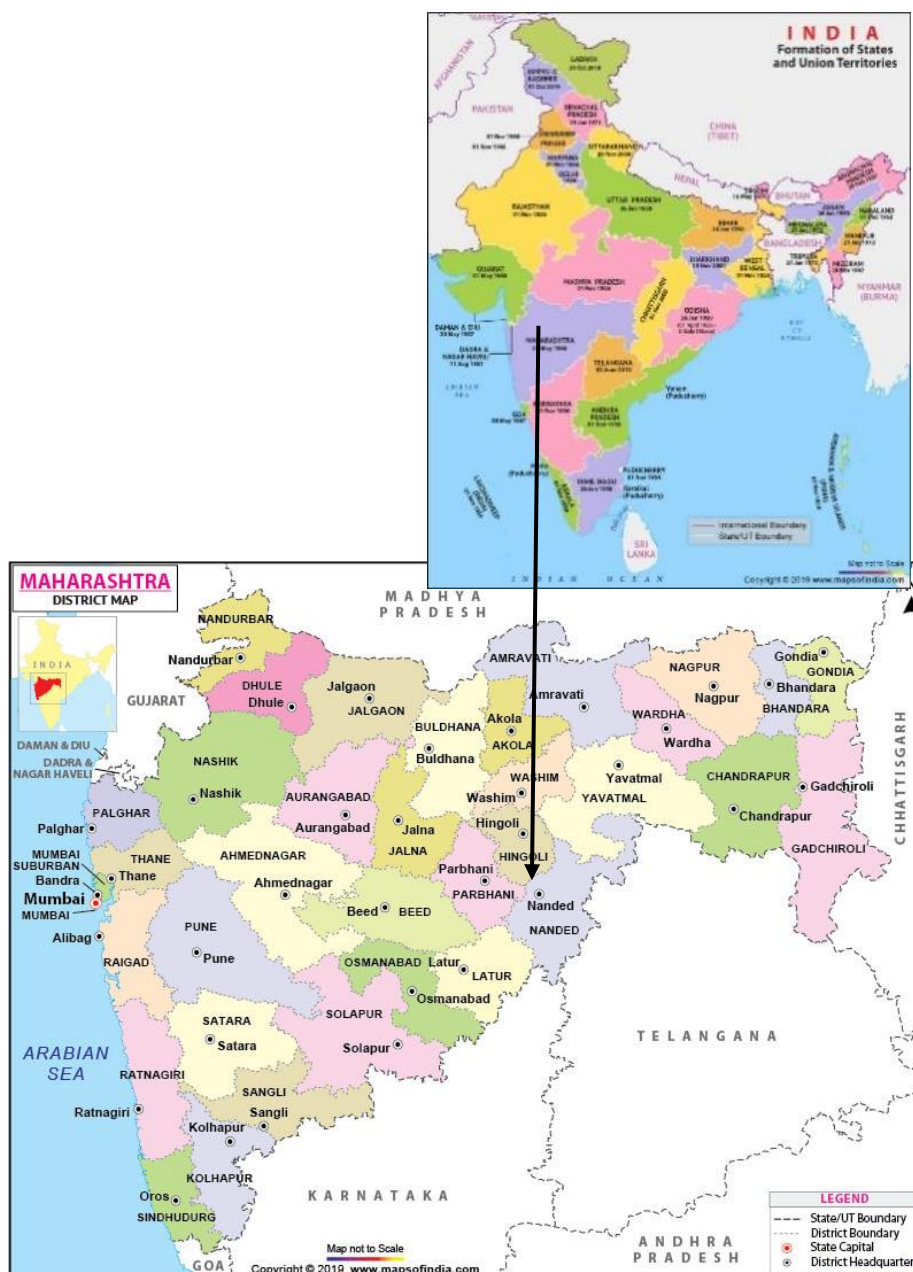 INDIA
Formation of States
and Union Territories
AFGHANISTAN
PAKISTAN
CHINA
(TIBET)
NEPAL
BHUTAN
BANGLADESH
MYANMAR
(BURMA)
LADAKH
UTTARAKHAND
RAJASTHAN
UTTAR PRADESH
BIHAR
GUJARAT
MADHYA PRADESH
JHARKHAND
WEST
BENGAL
CHHATTISGARH
ODISHA
DAMAN & DIU
DADRA &
NAGAR HAVELI
MAHARASHTRA
TELANGANA
Yanam
(Puducherry)
ANDHRA
PRADESH
GOA
PUDUCHERRY
Karaikal
(Puducherry)
TAMIL NADU
KERALA
SRI
LANKA
International Boundary
State/UT Boundary
INDIAN OCEAN
Map not to Scale
Copyright © 2019 www.mapsofindia.com
MAHARASHTRA
DISTRICT MAP
INDIA
MADHYA
PRADESH
GUJARAT
DAMAN & DIU
DADRA &
NAGAR HAVELI
CHHATTISGARH
NANDURBAR
Nandurbar
DHULE
Dhule
Jalgaon
JALGAON
BULDHANA
Buldhana
Akola
AKOLA
AMRAVATI
Amravati
NAGPUR
Nagpur
WARDHA
Wardha
Bhandara
BHANDARA
Gondia
GONDIA
NASHIK
Nashik
AURANGABAD
Aurangabad
Jalna
JALNA
WASHIM
Washim
Hingoli
HINGOLI
Yavatmal
YAVATMAL
CHANDRAPUR
Chandrapur
Gadchiroli
GADCHIROLI
PALGHAR
Palghar
THANE
Thane
MUMBAI
SUBURBAN
Bandra
Mumbai
MUMBAI
Alibag
RAIGAD
AHMEDNAGAR
Ahmednagar
PUNE
Pune
Beed
BEED
Parbhani
PARBHANI
Nanded
NANDED
OSMANABAD
Osmanabad
Latur
LATUR
SOLAPUR
Solapur
SATARA
Satara
ARABIAN
SEA
RATNAGIRI
Ratnagiri
SANGLI
Sangli
Kolhapur
KOLHAPUR
Oros
SINDHUDURG
GOA
KARNATAKA
TELANGANA
ANDHRA
PRADESH
Map not to Scale
Copyright © 2019 www.mapsofindia.com
LEGEND
State/UT Boundary
District Boundary
State Capital
District Headquarter